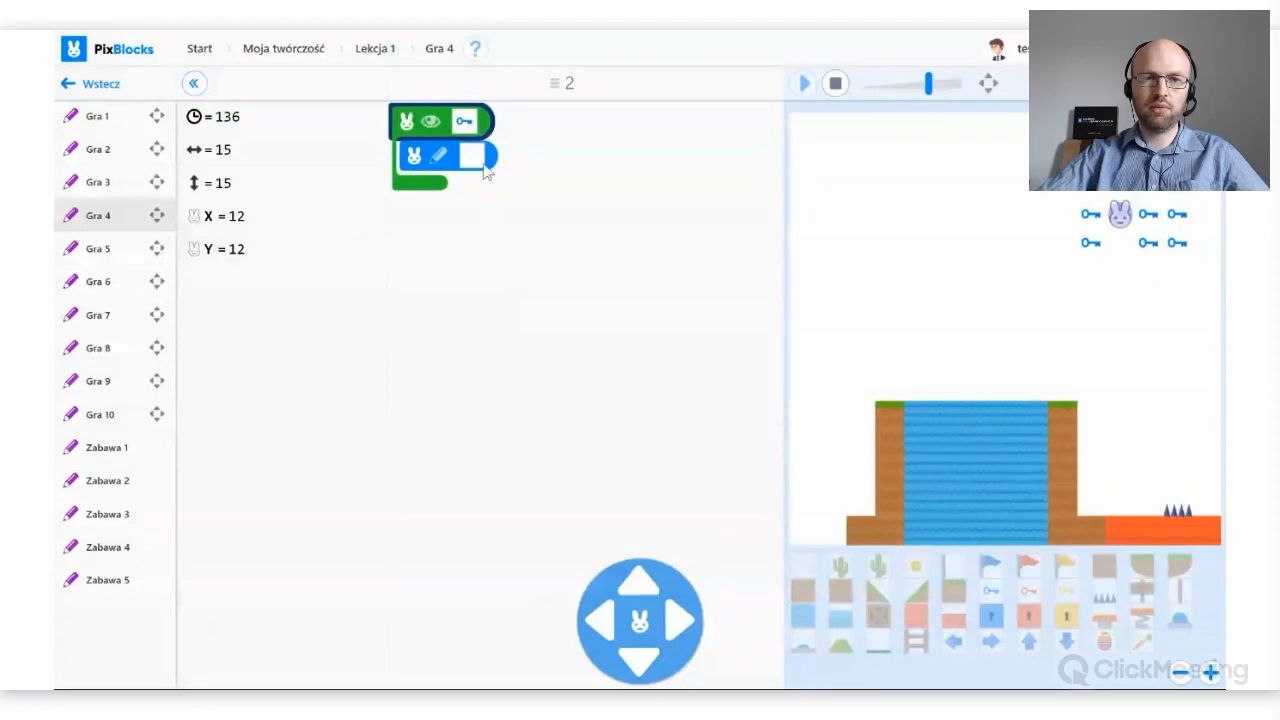 PixBlocks
Start
Moja twórczość
Lekcja 1
Gra 4
?
Wstecz
2
Gra 1
Gra 2
Gra 3
Gra 4
Gra 5
Gra 6
Gra 7
Gra 8
Gra 9
Gra 10
Zabawa 1
Zabawa 2
Zabawa 3
Zabawa 4
Zabawa 5
= 136
= 15
= 15
X = 12
Y = 12
ClickMeeting